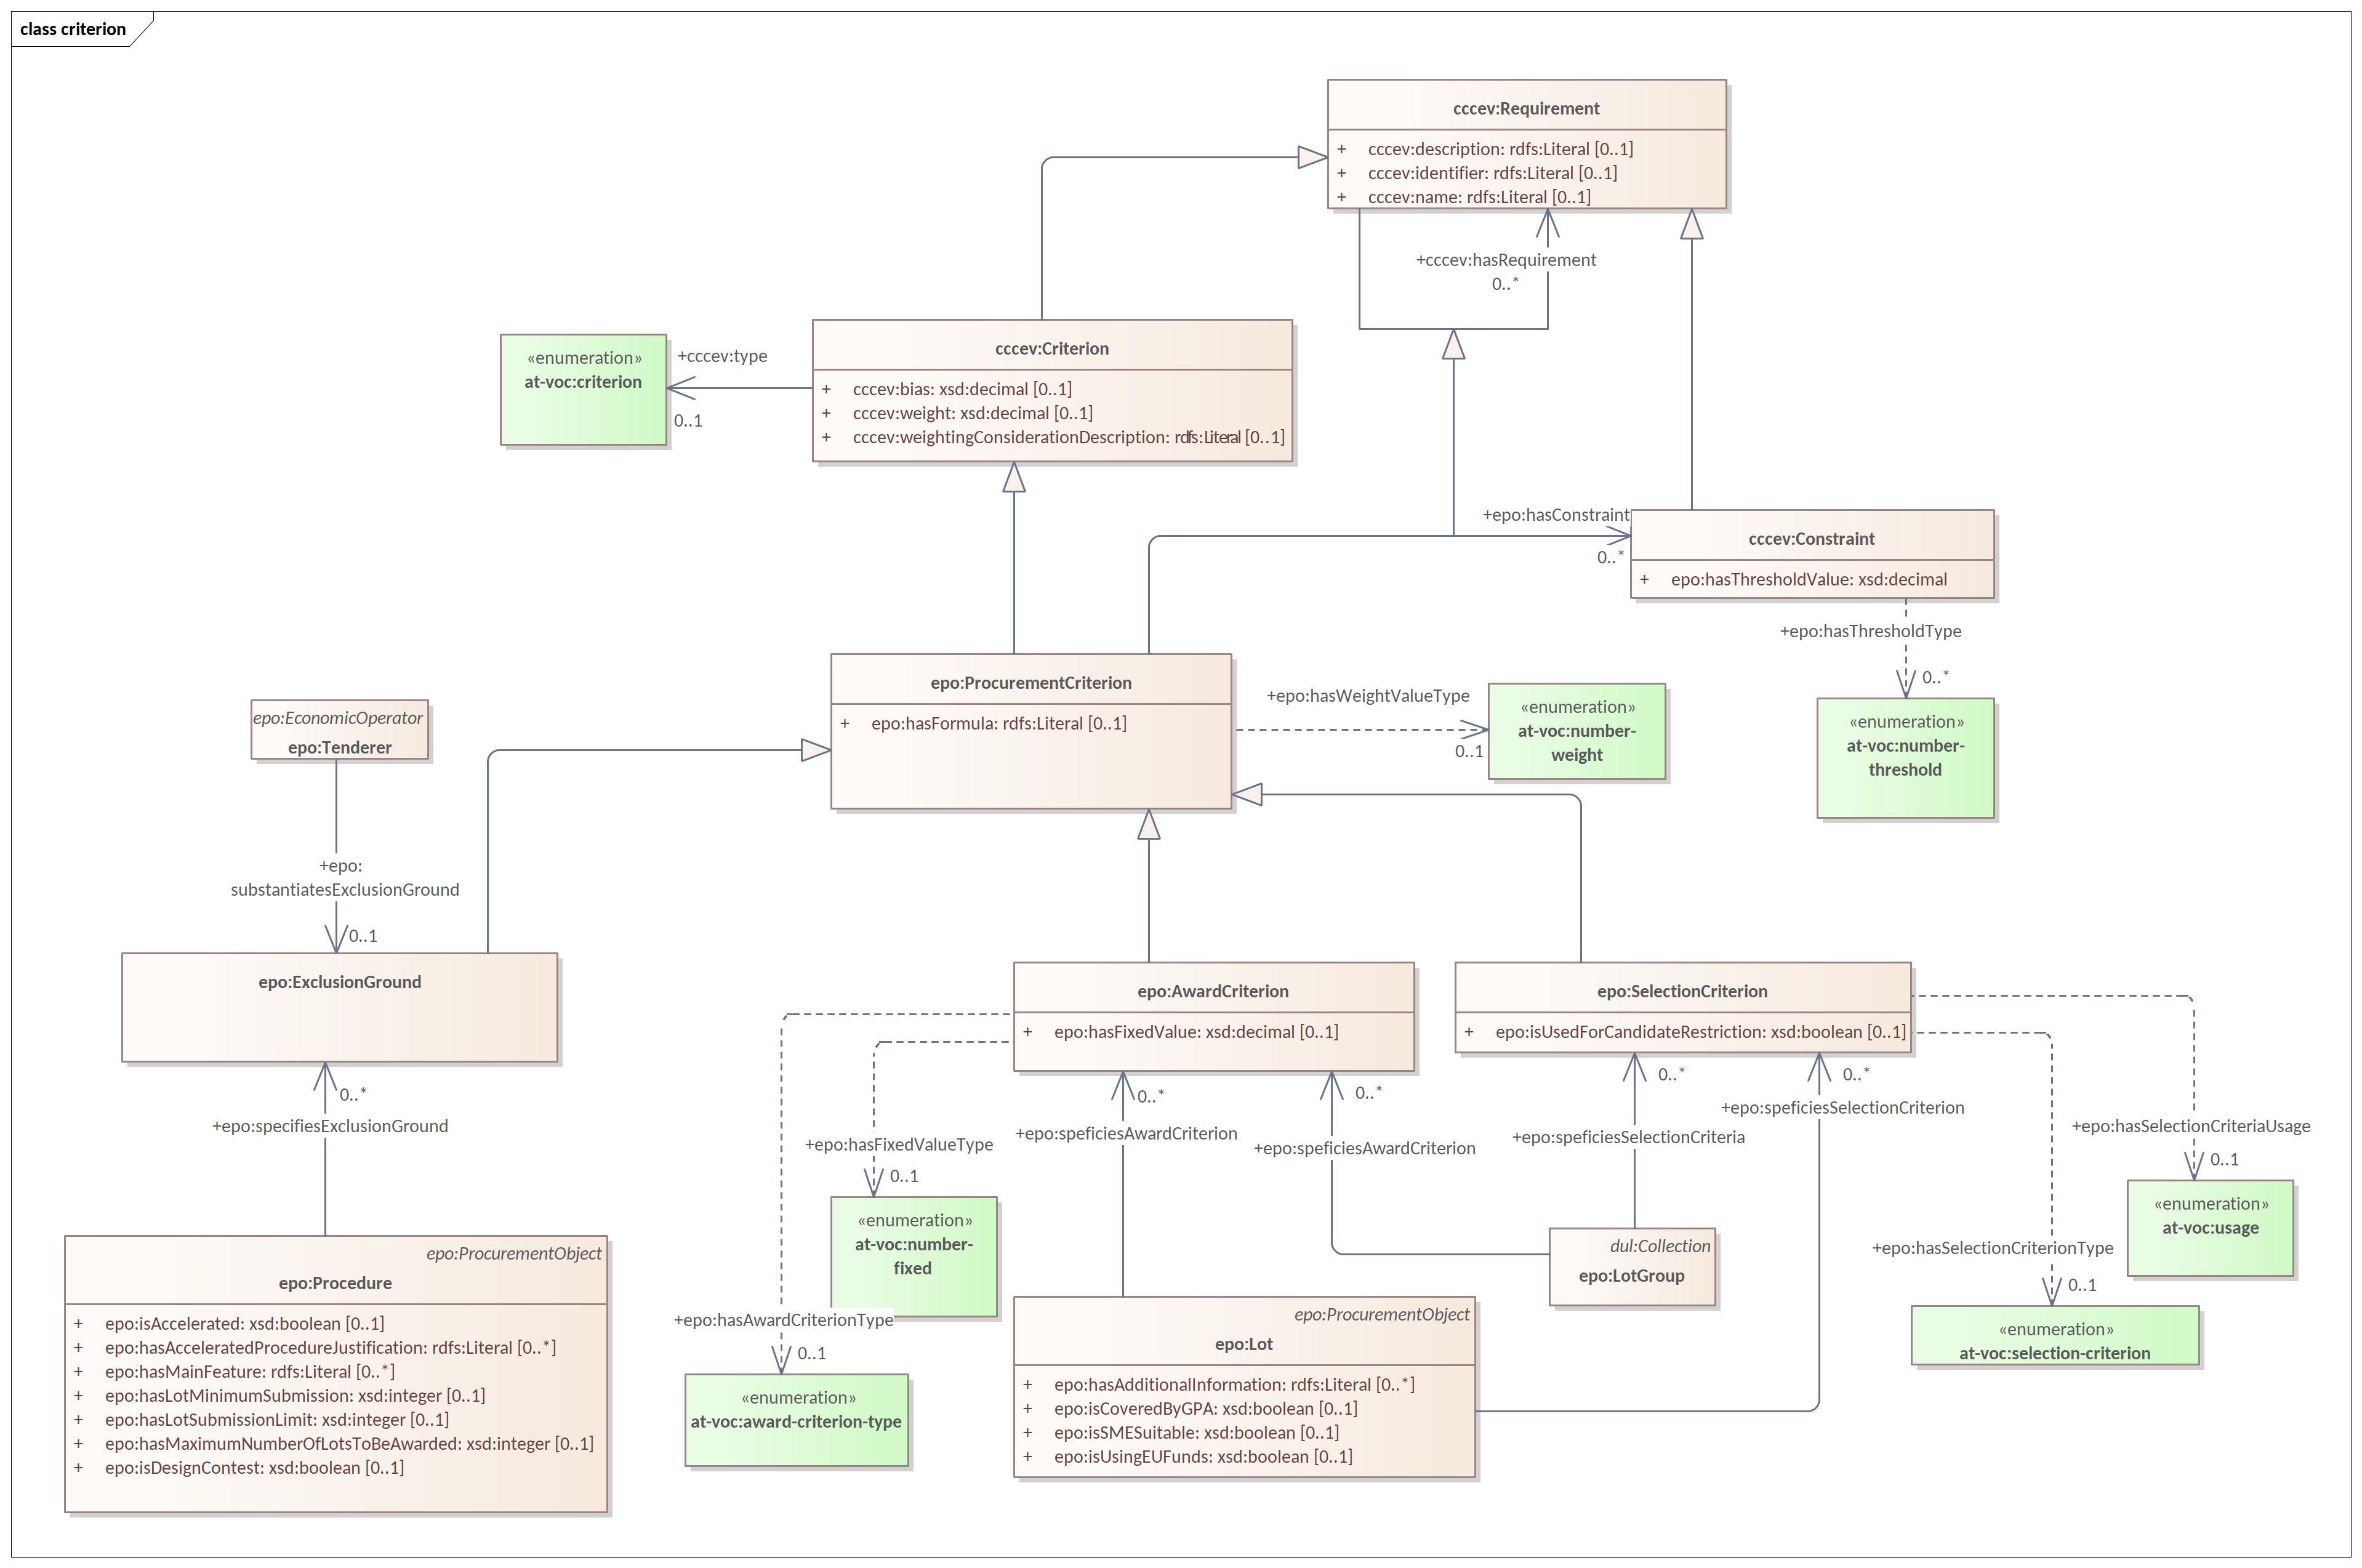 class criterion
cccev:Requirement
+ cccev:description: rdfs:Literal [0..1]
+ cccev:identifier: rdfs:Literal [0..1]
+ cccev:name: rdfs:Literal [0..1]
+cccev:hasRequirement
0..*
«enumeration»
at-voc:criterion
+cccev:type
0..1
cccev:Criterion
+ cccev:bias: xsd:decimal [0..1]
+ cccev:weight: xsd:decimal [0..1]
+ cccev:weightingConsiderationDescription: rdfs:Literal [0..1]
+epo:hasConstraint
0..*
cccev:Constraint
+ epo:hasThresholdValue: xsd:decimal
+epo:hasThresholdType
0..*
«enumeration»
at-voc:number-
threshold
epo:ProcurementCriterion
+ epo:hasFormula: rdfs:Literal [0..1]
+epo:hasWeightValueType
0..1
«enumeration»
at-voc:number-
weight
epo:EconomicOperator
epo:Tenderer
+epo:
substantiatesExclusionGround
0..1
epo:ExclusionGround
0..*
+epo:specifiesExclusionGround
epo:ProcurementObject
epo:Procedure
+ epo:isAccelerated: xsd:boolean [0..1]
+ epo:hasAcceleratedProcedureJustification: rdfs:Literal [0..*]
+ epo:hasMainFeature: rdfs:Literal [0..*]
+ epo:hasLotMinimumSubmission: xsd:integer [0..1]
+ epo:hasLotSubmissionLimit: xsd:integer [0..1]
+ epo:hasMaximumNumberOfLotsToBeAwarded: xsd:integer [0..1]
+ epo:isDesignContest: xsd:boolean [0..1]
epo:AwardCriterion
+ epo:hasFixedValue: xsd:decimal [0..1]
epo:SelectionCriterion
+ epo:isUsedForCandidateRestriction: xsd:boolean [0..1]
0..*
+epo:speficiesAwardCriterion
0..*
+epo:speficiesAwardCriterion
0..*
+epo:speficiesSelectionCriteria
0..*
+epo:speficiesSelectionCriterion
+epo:hasFixedValueType
0..1
«enumeration»
at-voc:number-
fixed
+epo:hasAwardCriterionType
0..1
«enumeration»
at-voc:award-criterion-type
epo:ProcurementObject
epo:Lot
+ epo:hasAdditionalInformation: rdfs:Literal [0..*]
+ epo:isCoveredByGPA: xsd:boolean [0..1]
+ epo:isSMESuitable: xsd:boolean [0..1]
+ epo:isUsingEUFunds: xsd:boolean [0..1]
dul:Collection
epo:LotGroup
+epo:hasSelectionCriteriaUsage
0..1
«enumeration»
at-voc:usage
+epo:hasSelectionCriterionType
0..1
«enumeration»
at-voc:selection-criterion